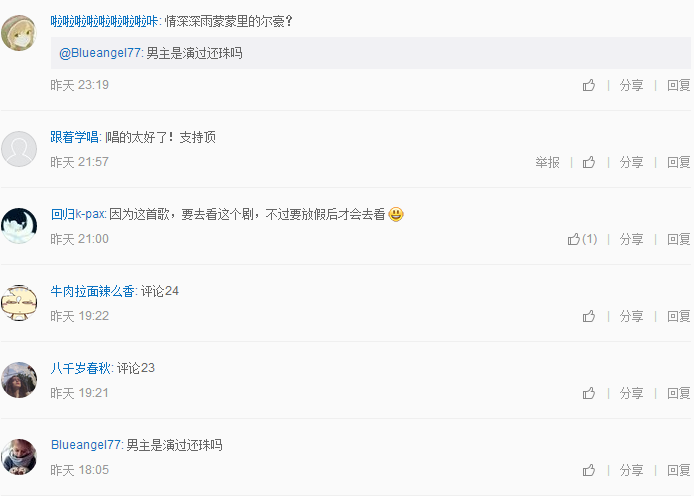 啦啦啦啦啦啦啦啦咔: 情深深雨蒙蒙里的尔豪?
@Blueangel77: 男主是演过还珠吗
昨天 23:19 | 分享 | 回复
跟着学唱: 唱的太好了！支持顶
昨天 21:57 举报 | | 分享 | 回复
回归k-pax: 因为这首歌，要去看这个剧，不过要放假后才会去看😃
昨天 21:00 (1) | 分享 | 回复
牛肉拉面辣么香: 评论24
昨天 19:22 | 分享 | 回复
八千岁春秋: 评论23
昨天 19:21 | 分享 | 回复
Blueangel77: 男主是演过还珠吗
昨天 18:05 | 分享 | 回复